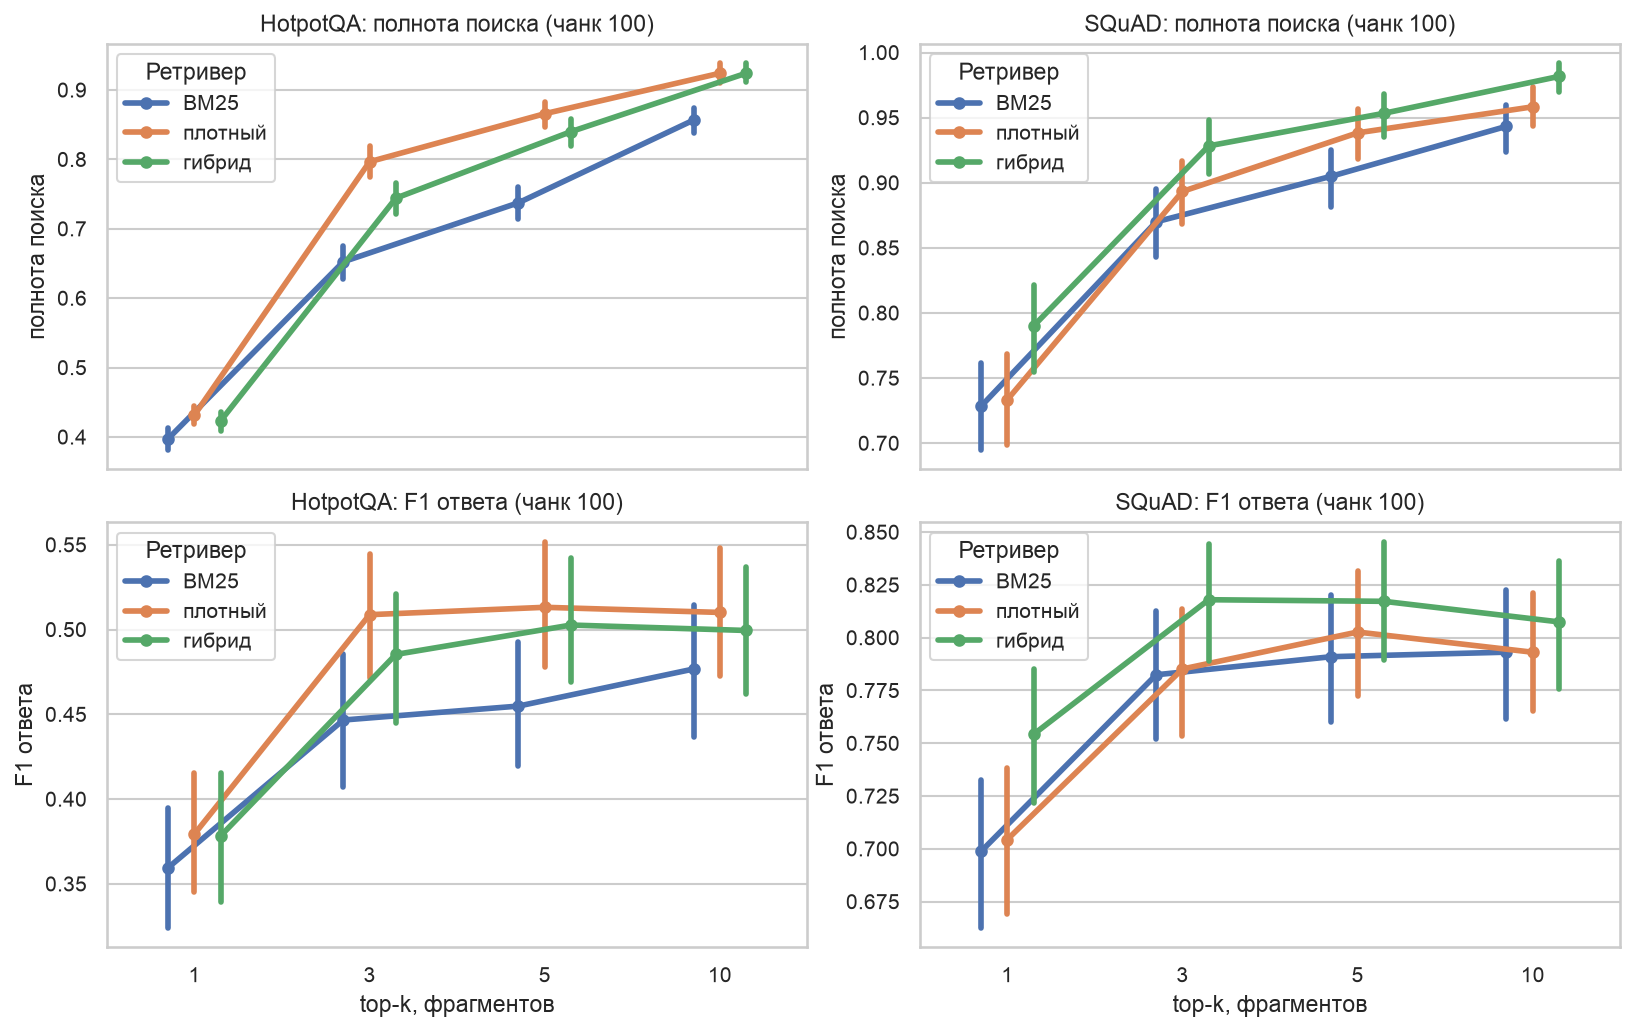 HotpotQA: полнота поиска (чанк 100)
полнота поиска
0.9
0.8
0.7
0.6
0.5
0.4
Ретривер
BM25
плотный
гибрид
SQuAD: полнота поиска (чанк 100)
полнота поиска
1.00
0.95
0.90
0.85
0.80
0.75
0.70
Ретривер
BM25
плотный
гибрид
HotpotQA: F1 ответа (чанк 100)
F1 ответа
0.55
0.50
0.45
0.40
0.35
Ретривер
BM25
плотный
гибрид
1 3 5 10
top-k, фрагментов
SQuAD: F1 ответа (чанк 100)
F1 ответа
0.850
0.825
0.800
0.775
0.750
0.725
0.700
0.675
Ретривер
BM25
плотный
гибрид
1 3 5 10
top-k, фрагментов